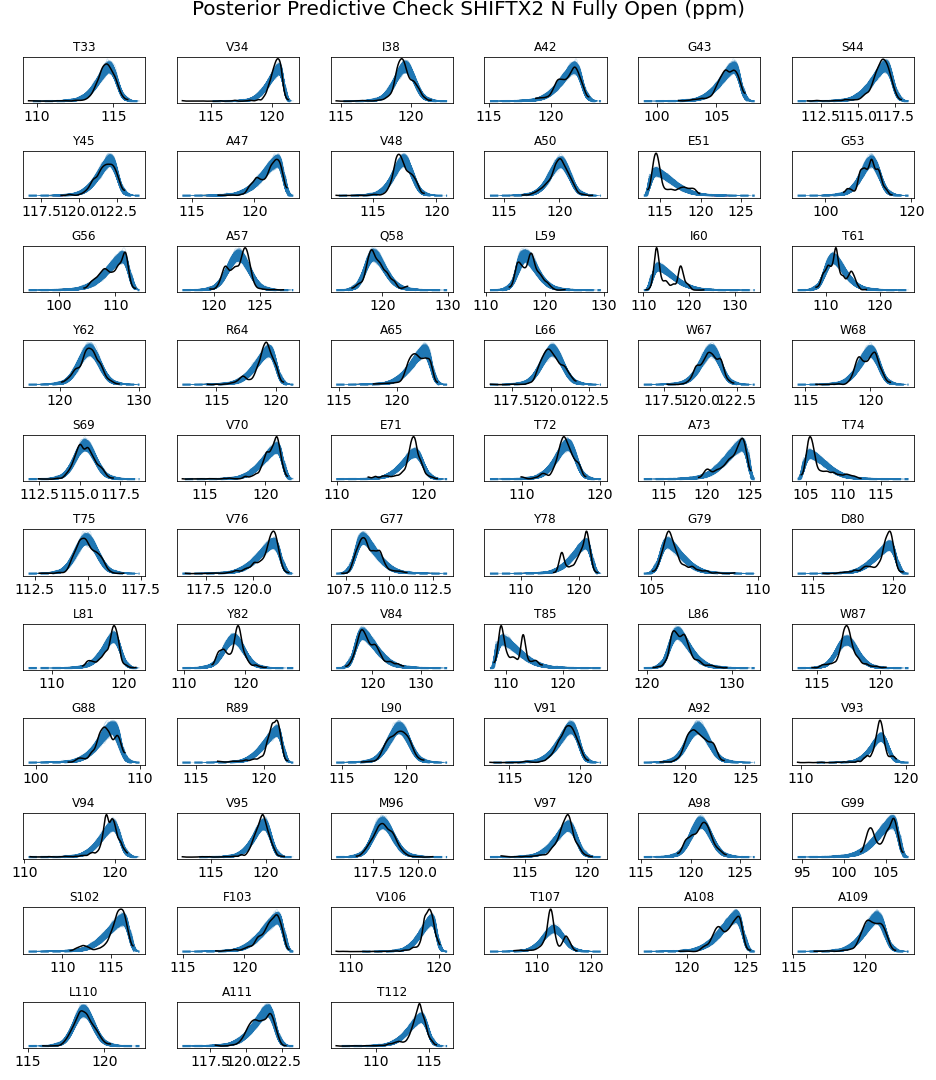 Posterior Predictive Check SHIFTX2 N Fully Open (ppm)
T33 V34 I38 A42 G43 S44
110 115 115 120 115 120 115 120 100 105 112.5 115.0 117.5
Y45 A47 V48 A50 E51 G53
117.5 120.0 122.5 115 120 115 120 115 120 115 120 125 100 110 120
G56 A57 Q58 L59 I60 T61
100 110 120 125 120 130 110 120 130 110 120 130 110 120
Y62 R64 A65 L66 W67 W68
120 130 115 120 115 120 117.5 120.0 122.5 117.5 120.0 122.5 115 120
S69 V70 E71 T72 A73 T74
112.5 115.0 117.5 115 120 110 120 110 120 115 120 125 105 110 115
T75 V76 G77 Y78 G79 D80
112.5 115.0 117.5 117.5 120.0 107.5 110.0 112.5 110 115 120 105 110 115 120
L81 Y82 V84 T85 L86 W87
110 120 110 120 120 130 110 120 120 130 115 120
G88 R89 L90 V91 A92 V93
100 110 115 120 115 120 115 120 120 125 110 120
V94 V95 M96 V97 A98 G99
110 120 115 120 117.5 120.0 115 120 115 120 125 95 100 105
S102 F103 V106 T107 A108 A109
110 115 115 120 110 120 110 120 120 125 115 120
L110 A111 T112
115 120 117.5 120.0 122.5 110 115